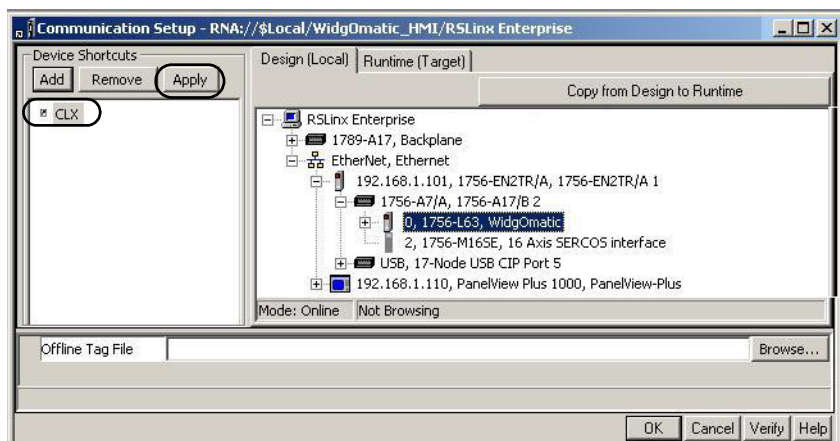 Communication Setup - RNA://$Local/WidgOmatic_HMI/RSLinx Enterprise
Device Shortcuts
Add Remove Apply
CLX
Design (Local) Runtime (Target)
Copy from Design to Runtime
RSLinx Enterprise
1789-A17, Backplane
EtherNet, Ethernet
192.168.1.101, 1756-EN2TR/A, 1756-EN2TR/A 1
1756-A7/A, 1756-A17/B 2
0, 1756-L63, WidgOmatic
2, 1756-M16SE, 16 Axis SERCOS interface
USB, 17-Node USB CIP Port 5
192.168.1.110, PanelView Plus 1000, PanelView-Plus
Mode: Online Not Browsing
Offline Tag File Browse...
OK Cancel Verify Help